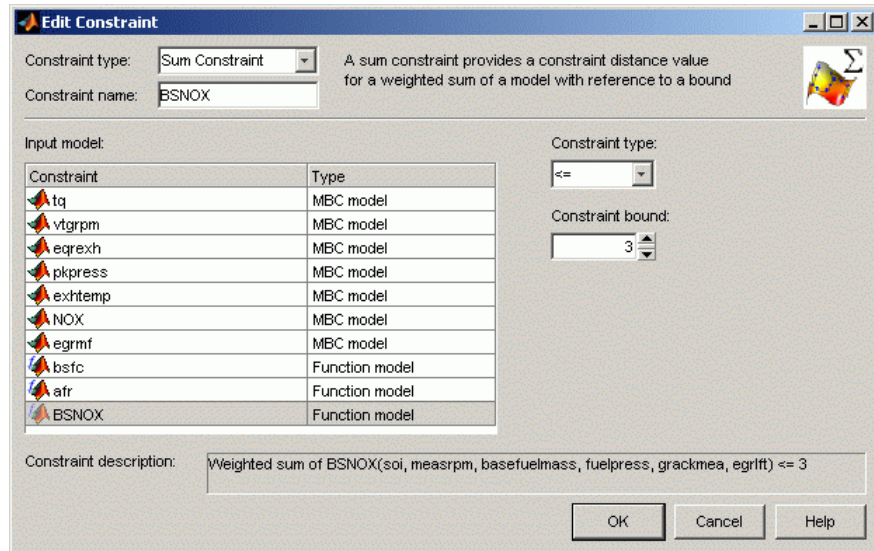 Edit Constraint
Constraint type: Sum Constraint
A sum constraint provides a constraint distance value
for a weighted sum of a model with reference to a bound
Constraint name: BSNOX
Σ
Input model:
Constraint Type
tq MBC model
vtgrpm MBC model
eqrexh MBC model
pkpress MBC model
exhtemp MBC model
NOX MBC model
egrmf MBC model
bsfc Function model
afr Function model
BSNOX Function model
Constraint type:
<=
Constraint bound:
3
Constraint description: Weighted sum of BSNOX(soi, measrpm, basefuelmass, fuelpress, grackmea, egrlft) <= 3
OK Cancel Help